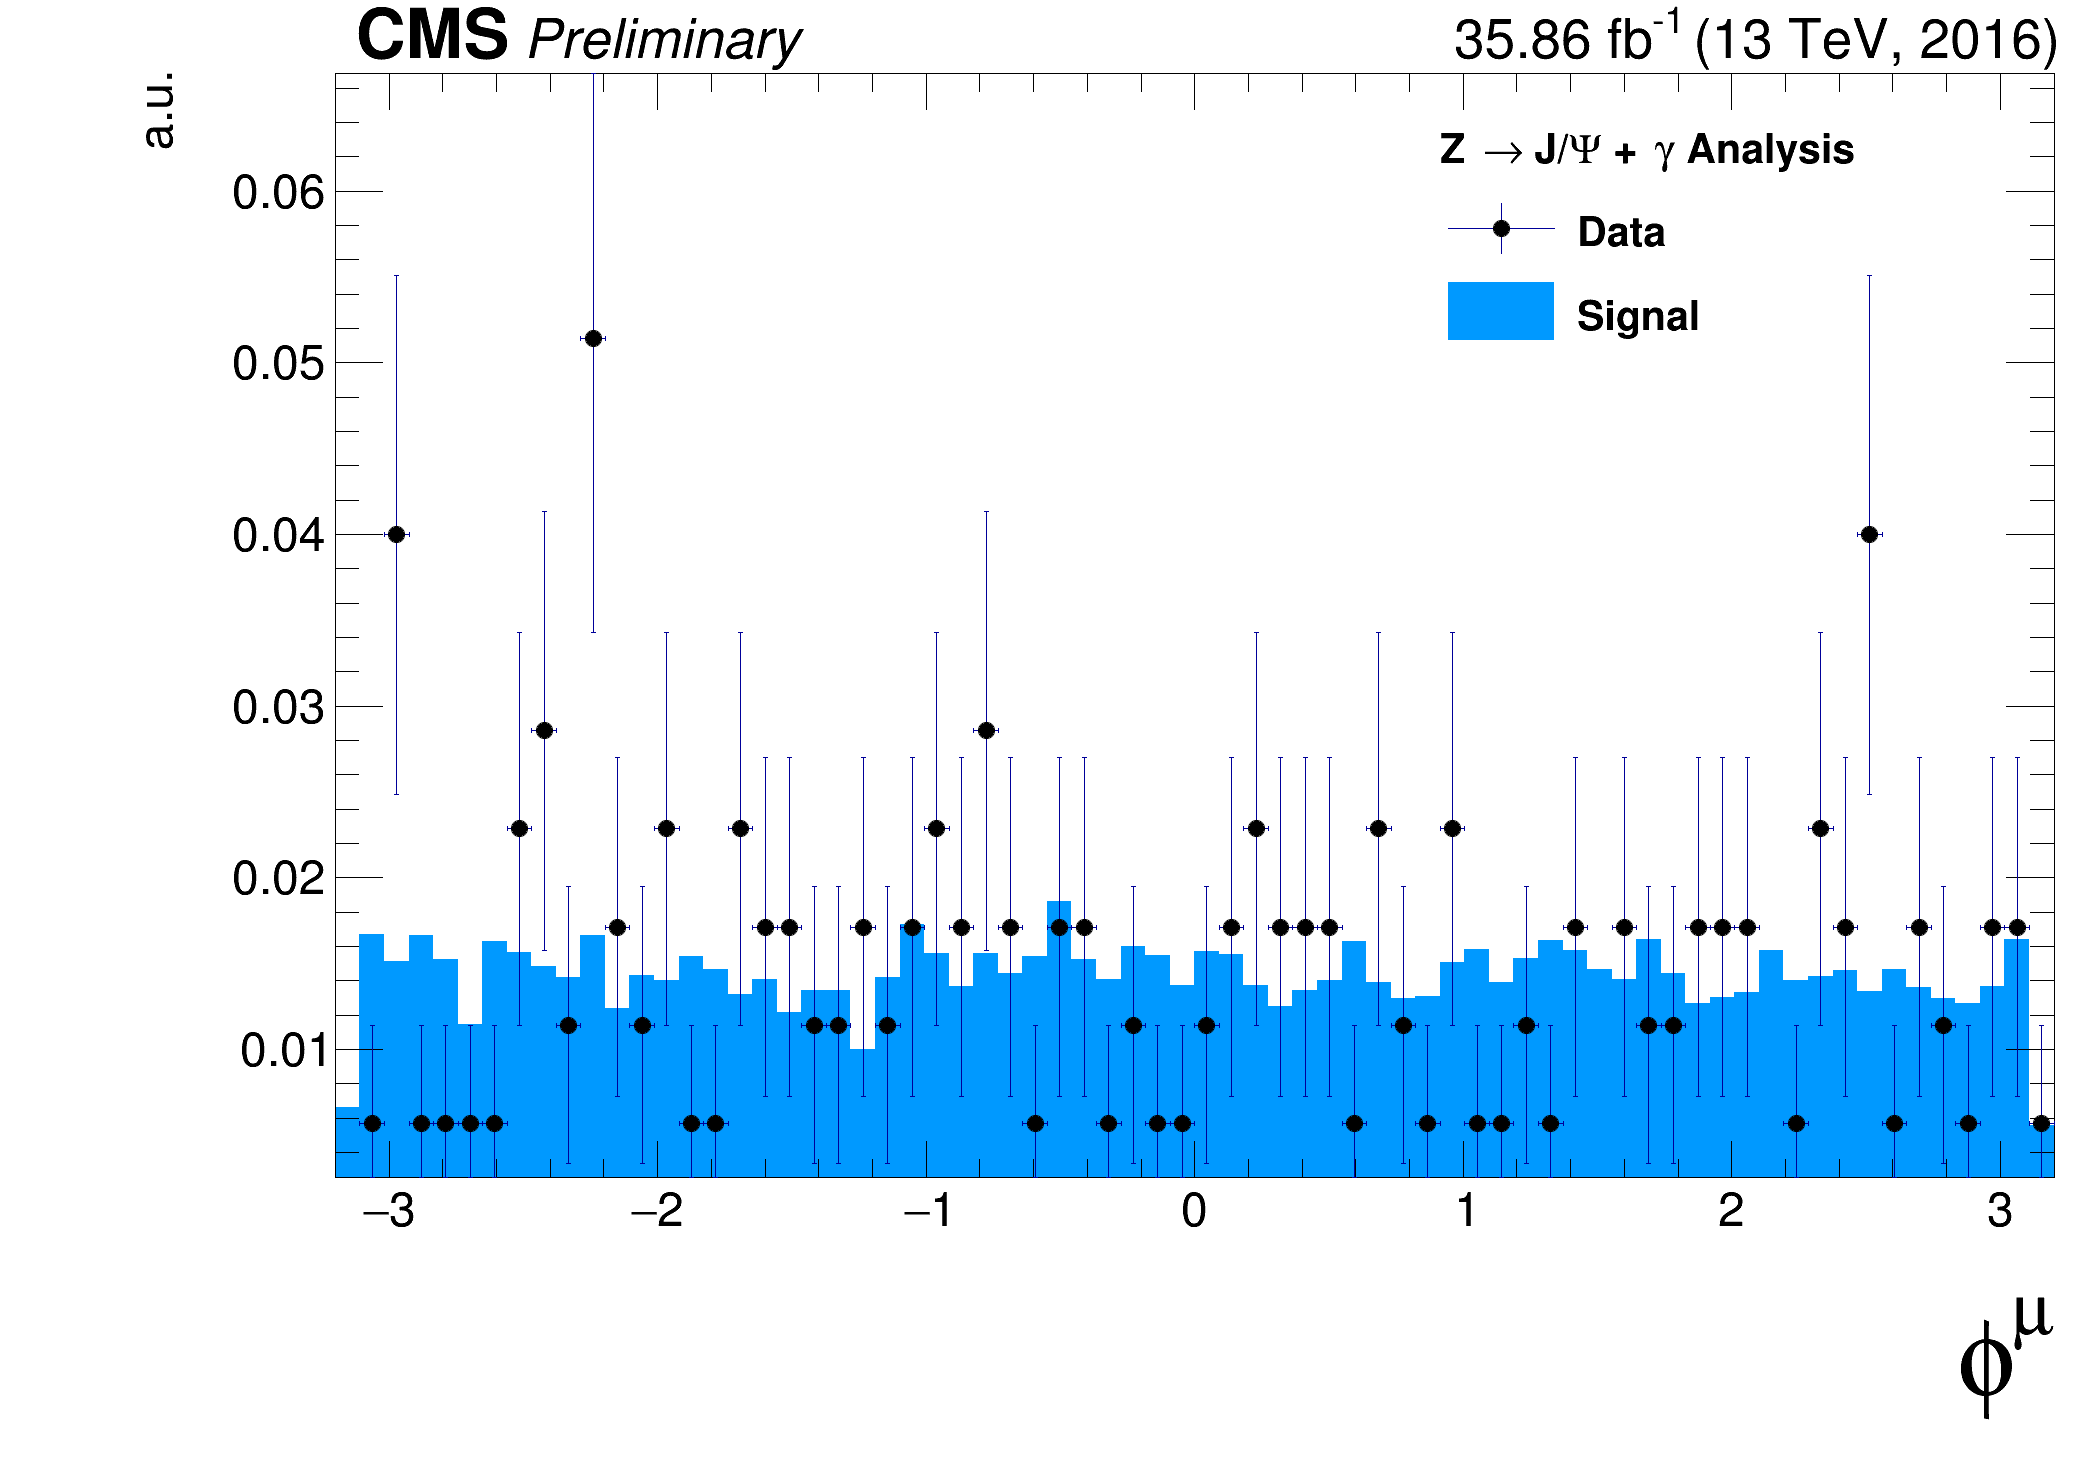 CMS Preliminary
35.86 fb⁻¹ (13 TeV, 2016)
a.u.
Z → J/Ψ + γ Analysis
Data
Signal
0.06
0.05
0.04
0.03
0.02
0.01
−3 −2 −1 0 1 2 3
ϕ^μ